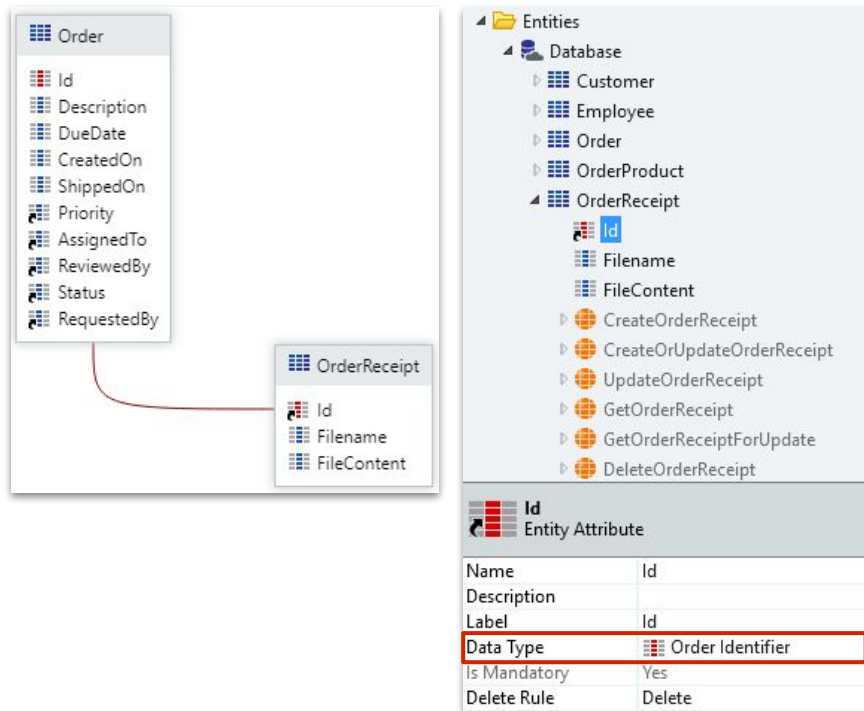 Order
Id
Description
DueDate
CreatedOn
ShippedOn
Priority
AssignedTo
ReviewedBy
Status
RequestedBy
OrderReceipt
Id
Filename
FileContent
Entities
Database
Customer
Employee
Order
OrderProduct
OrderReceipt
Id
Filename
FileContent
CreateOrderReceipt
CreateOrUpdateOrderReceipt
UpdateOrderReceipt
GetOrderReceipt
GetOrderReceiptForUpdate
DeleteOrderReceipt
Id
Entity Attribute
Name Id
Description
Label Id
Data Type Order Identifier
Is Mandatory Yes
Delete Rule Delete